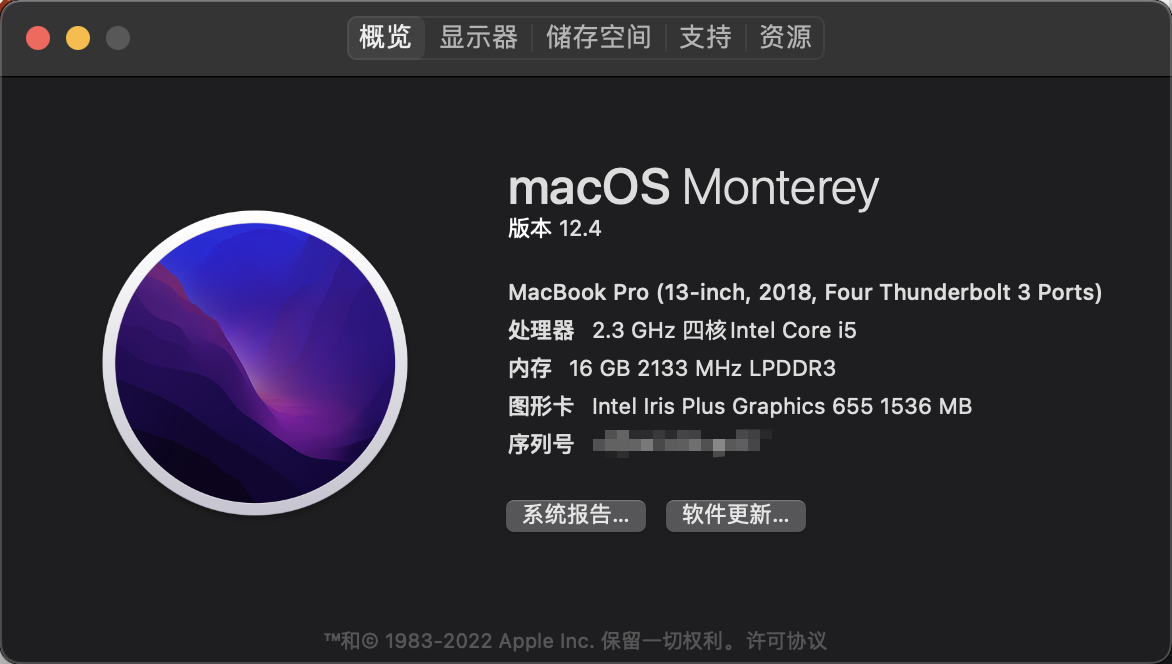 概览 显示器 储存空间 支持 资源
macOS Monterey
版本 12.4
MacBook Pro (13-inch, 2018, Four Thunderbolt 3 Ports)
处理器 2.3 GHz 四核Intel Core i5
内存 16 GB 2133 MHz LPDDR3
图形卡 Intel Iris Plus Graphics 655 1536 MB
序列号
系统报告... 软件更新...
™和© 1983-2022 Apple Inc. 保留一切权利。许可协议